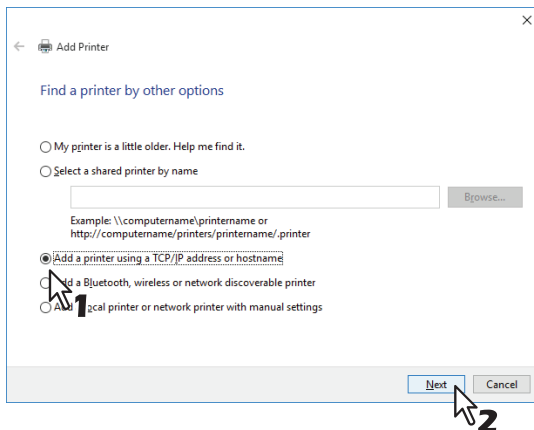 Add Printer
Find a printer by other options
My printer is a little older. Help me find it.
Select a shared printer by name
Browse...
Example: \\computername\printername or
http://computername/printers/printername/.printer
Add a printer using a TCP/IP address or hostname
a Bluetooth, wireless or network discoverable printer
1
printer or network printer with manual settings
Next
Cancel
2